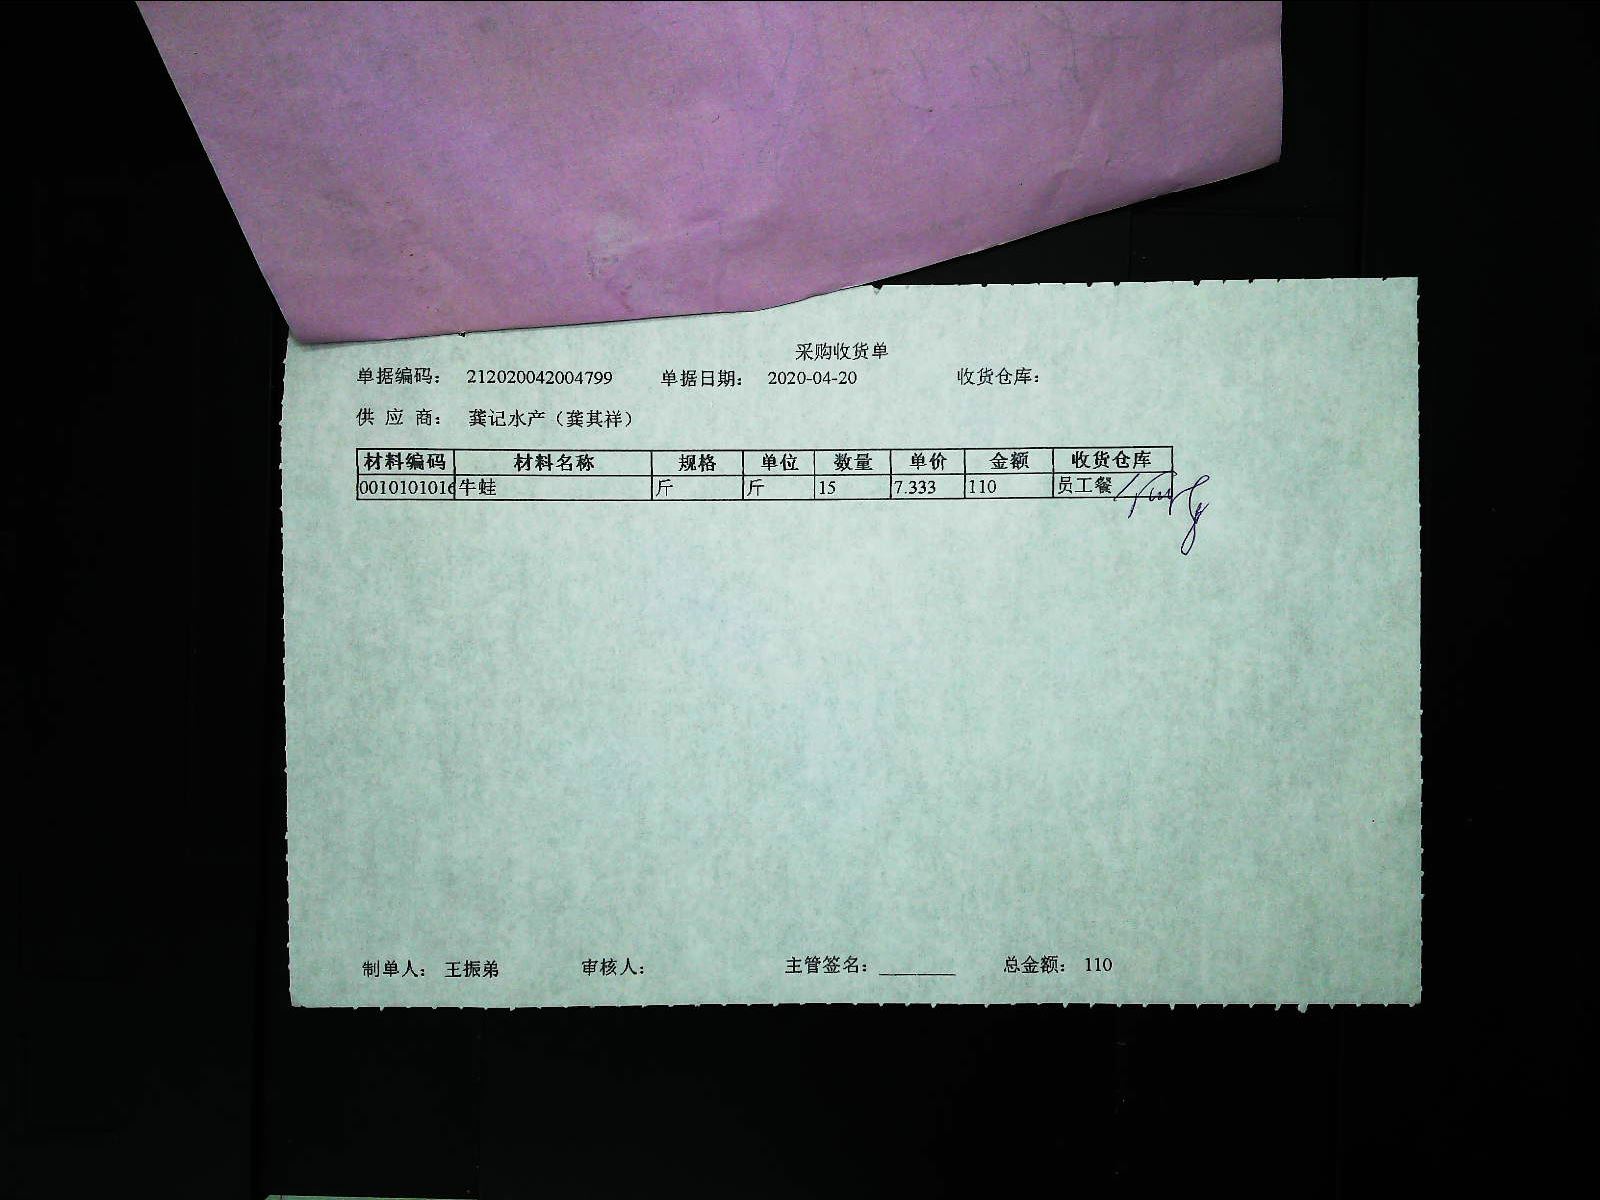 采购收货单
单据编码： 212020042004799 单据日期： 2020-04-20 收货仓库：
供 应 商： 龚记水产（龚其祥）
材料编码 材料名称 规格 单位 数量 单价 金额 收货仓库
0010101016 牛蛙 斤 斤 15 7.333 110 员工餐
制单人： 王振弟 审核人： 主管签名：________ 总金额： 110